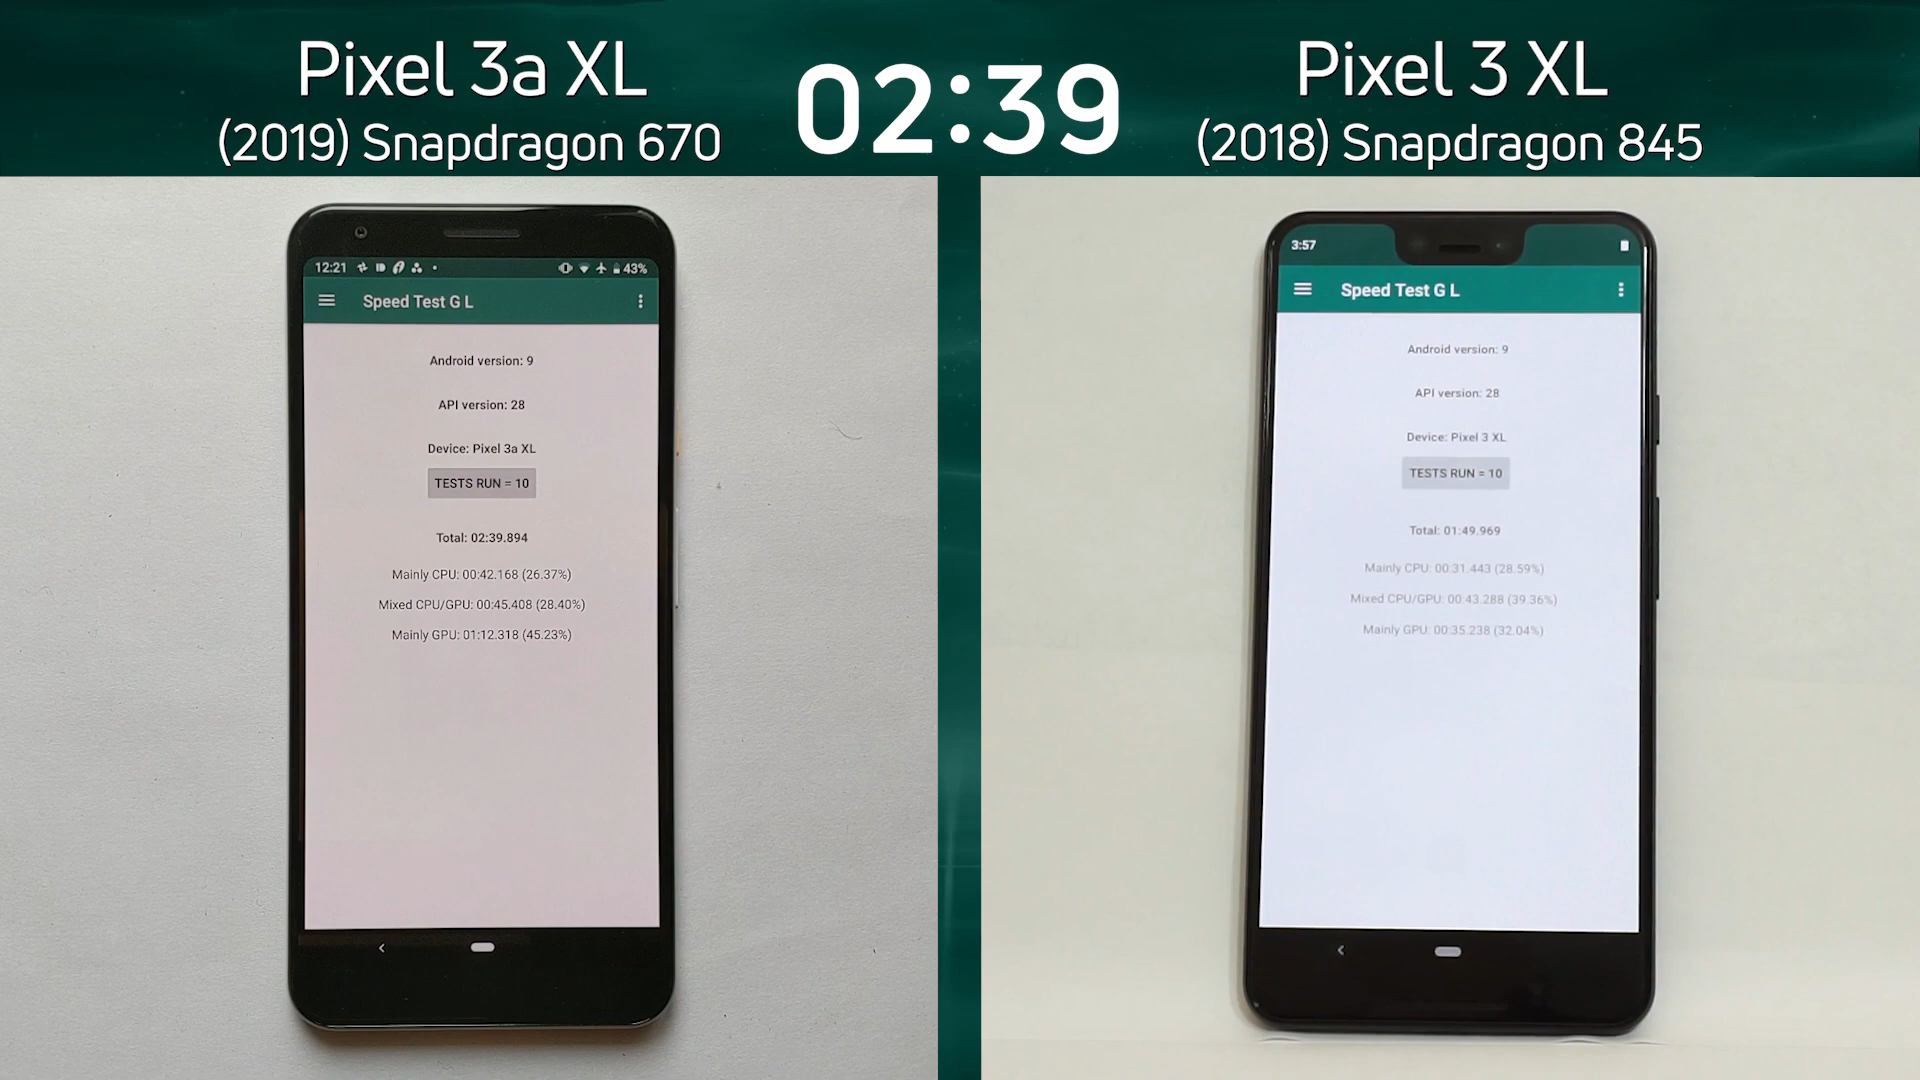 Pixel 3a XL
(2019) Snapdragon 670
02:39
Pixel 3 XL
(2018) Snapdragon 845
12:21
43%
Speed Test G L
Android version: 9
API version: 28
Device: Pixel 3a XL
TESTS RUN = 10
Total: 02:39.894
Mainly CPU: 00:42.168 (26.37%)
Mixed CPU/GPU: 00:45.408 (28.40%)
Mainly GPU: 01:12.318 (45.23%)
3:57
Speed Test G L
Android version: 9
API version: 28
Device: Pixel 3 XL
TESTS RUN = 10
Total: 01:49.969
Mainly CPU: 00:31.443 (28.59%)
Mixed CPU/GPU: 00:43.288 (39.36%)
Mainly GPU: 00:35.238 (32.04%)